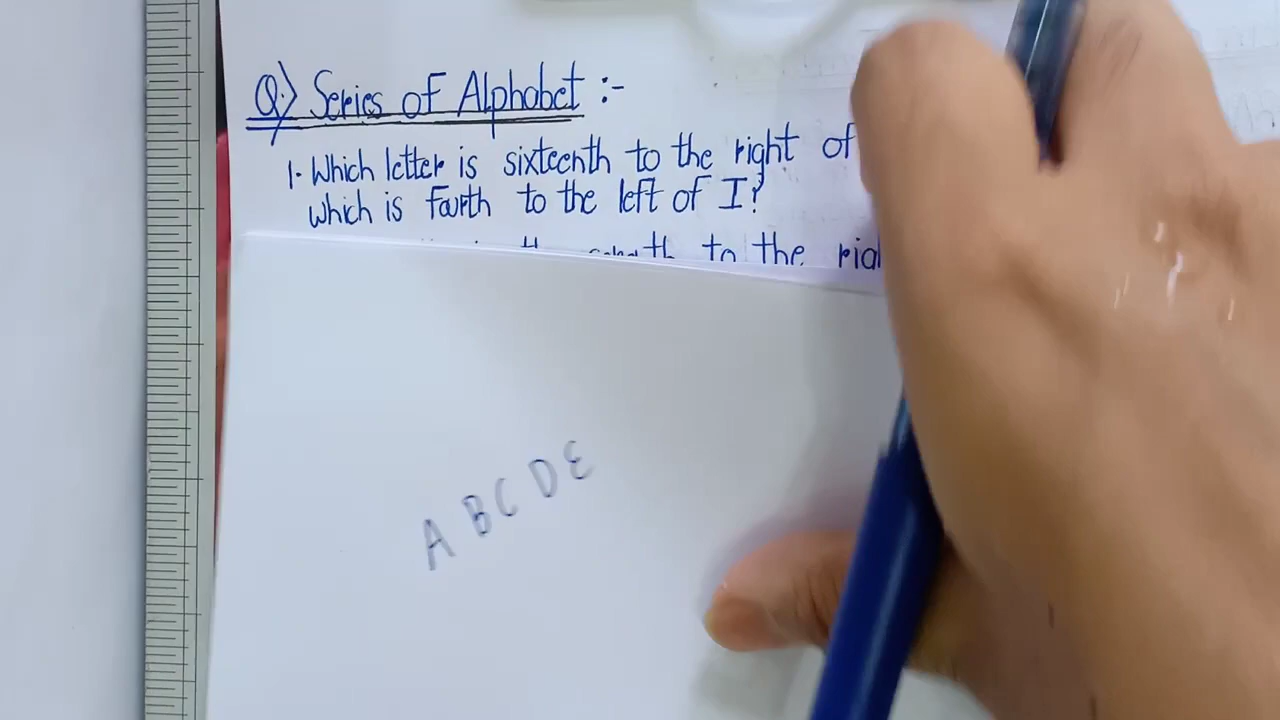 Q.) Series of Alphabet :-
1. Which letter is sixteenth to the right of
which is fourth to the left of I?
to the
A B C D E